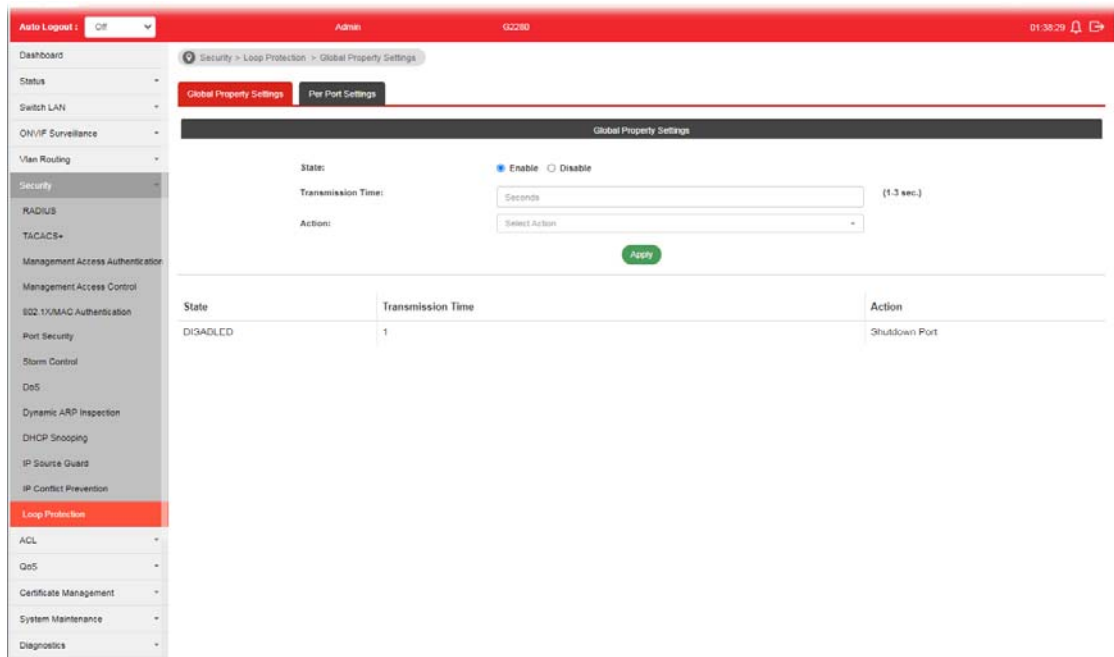 Auto Logout : Off Admin G2280 01:38:29
Dashboard
Security > Loop Protection > Global Property Settings
Status
Global Property Settings Per Port Settings
Switch LAN
ONVIF Surveillance
Global Property Settings
Vlan Routing
State: Enable Disable
Security
Transmission Time: Seconds (1-3 sec.)
RADIUS
Action: Select Action
TACACS+
Apply
Management Access Authentication
Management Access Control
State Transmission Time Action
802.1X/MAC Authentication
DISABLED 1 Shutdown Port
Port Security
Storm Control
DoS
Dynamic ARP Inspection
DHCP Snooping
IP Source Guard
IP Conflict Prevention
Loop Protection
ACL
QoS
Certificate Management
System Maintenance
Diagnostics